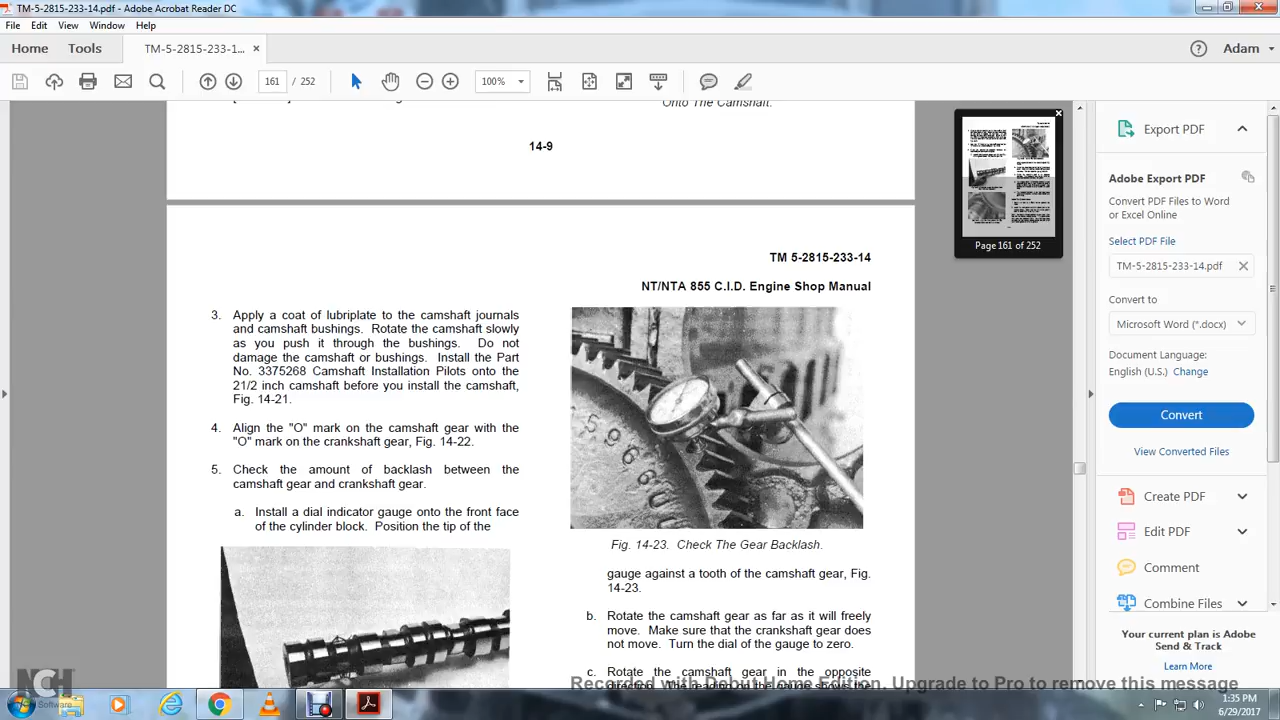 TM-5-2815-233-14.pdf - Adobe Acrobat Reader DC
File Edit View Window Help
Home Tools TM-5-2815-233-1... × Adam
161 / 252 100%
Onto The Camshaft.
14-9
TM 5-2815-233-14
NT/NTA 855 C.I.D. Engine Shop Manual
3. Apply a coat of lubriplate to the camshaft journals
and camshaft bushings. Rotate the camshaft slowly
as you push it through the bushings. Do not
damage the camshaft or bushings. Install the Part
No. 3375268 Camshaft Installation Pilots onto the
21/2 inch camshaft before you install the camshaft,
Fig. 14-21.
4. Align the "O" mark on the camshaft gear with the
"O" mark on the crankshaft gear, Fig. 14-22.
5. Check the amount of backlash between the
camshaft gear and crankshaft gear.
a. Install a dial indicator gauge onto the front face
of the cylinder block. Position the tip of the
Fig. 14-23. Check The Gear Backlash.
gauge against a tooth of the camshaft gear, Fig.
14-23.
b. Rotate the camshaft gear as far as it will freely
move. Make sure that the crankshaft gear does
not move. Turn the dial of the gauge to zero.
c. Rotate the camshaft gear in the opposite
Page 161 of 252
Export PDF
Adobe Export PDF
Convert PDF Files to Word
or Excel Online
Select PDF File
TM-5-2815-233-14.pdf
Convert to
Microsoft Word (*.docx)
Document Language:
English (U.S.) Change
Convert
View Converted Files
Create PDF
Edit PDF
Comment
Combine Files
Your current plan is Adobe
Send & Track
Learn More
Recorded with Debut Home Edition. Upgrade to Pro to remove this message
NCH
Software
1:35 PM
6/29/2017